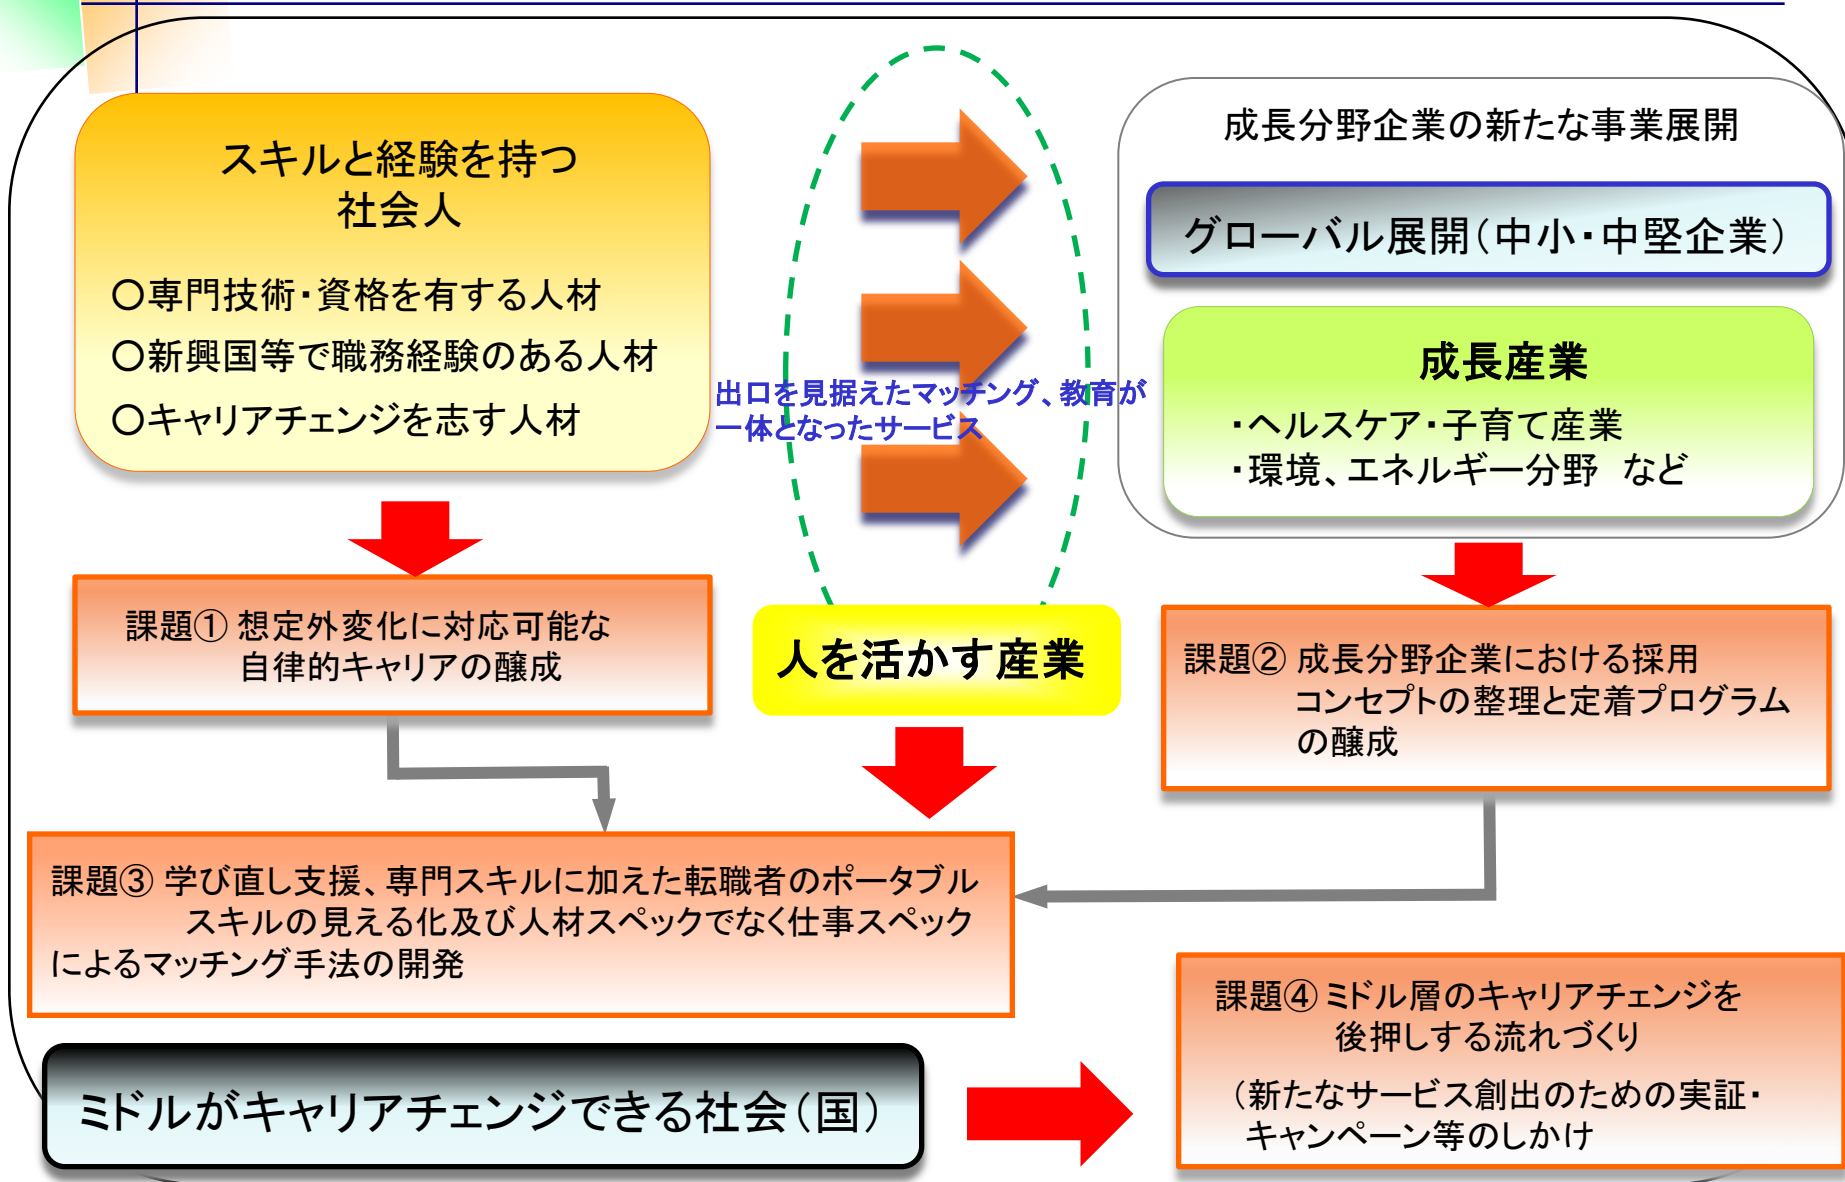 スキルと経験を持つ
社会人
○専門技術・資格を有する人材
○新興国等で職務経験のある人材
○キャリアチェンジを志す人材
出口を見据えたマッチング、教育が
一体となったサービス
成長分野企業の新たな事業展開
グローバル展開（中小・中堅企業）
成長産業
・ヘルスケア・子育て産業
・環境、エネルギー分野　など
課題① 想定外変化に対応可能な
自律的キャリアの醸成
人を活かす産業
課題② 成長分野企業における採用
コンセプトの整理と定着プログラム
の醸成
課題③ 学び直し支援、専門スキルに加えた転職者のポータブル
スキルの見える化及び人材スペックでなく仕事スペック
によるマッチング手法の開発
課題④ ミドル層のキャリアチェンジを
後押しする流れづくり
（新たなサービス創出のための実証・
キャンペーン等のしかけ
ミドルがキャリアチェンジできる社会（国）